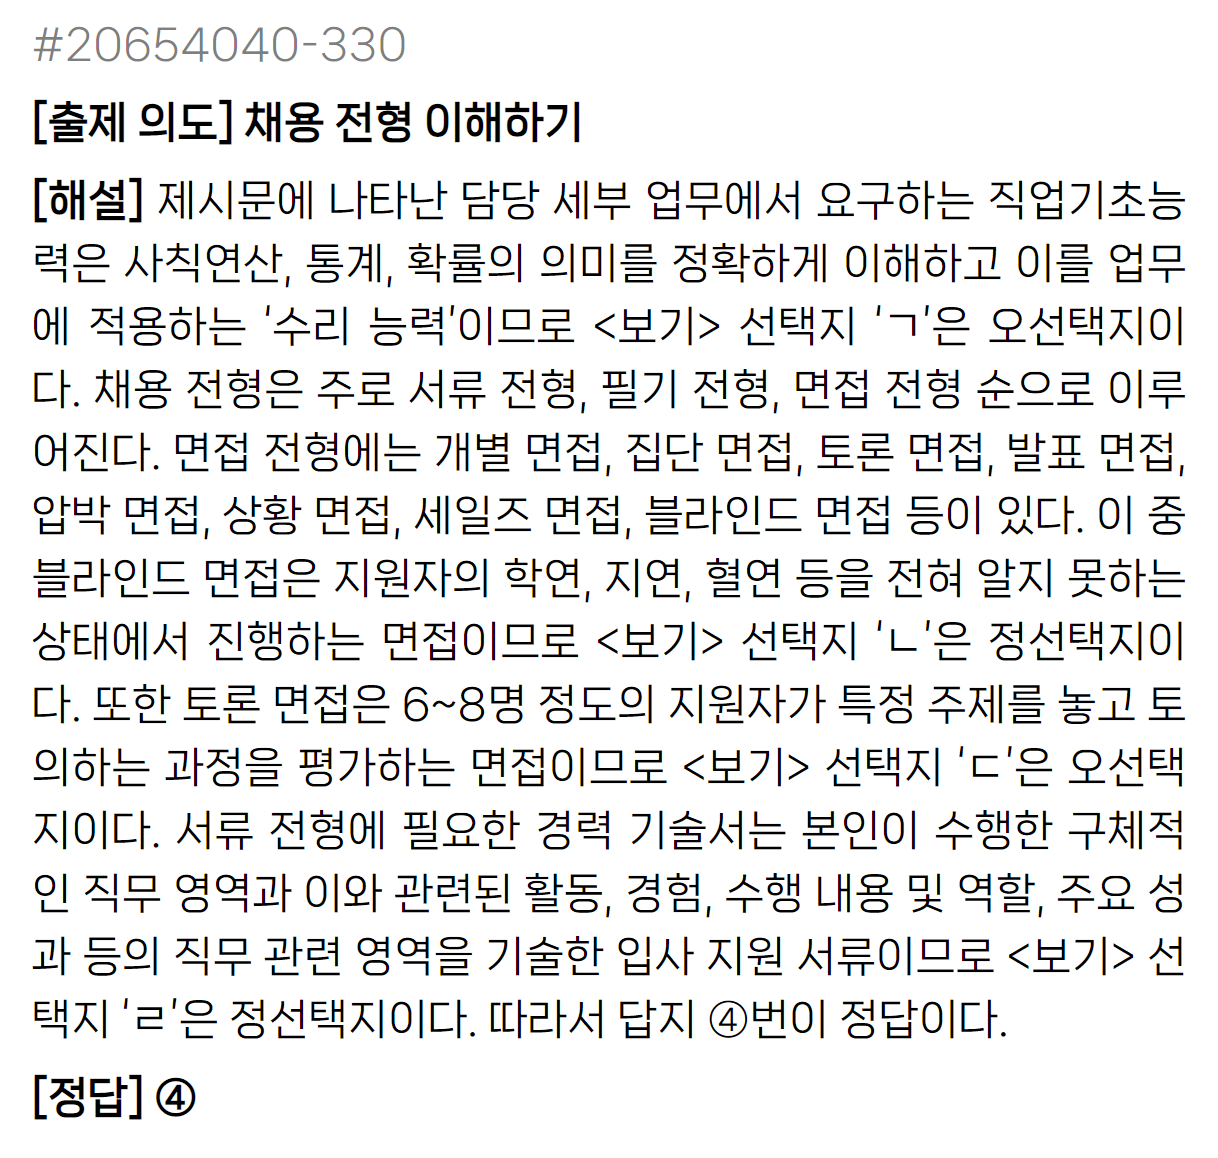 #20654040-330
[출제 의도] 채용 전형 이해하기
[해설] 제시문에 나타난 담당 세부 업무에서 요구하는 직업기초능
력은 사칙연산, 통계, 확률의 의미를 정확하게 이해하고 이를 업무
에 적용하는 '수리 능력'이므로 <보기> 선택지 'ㄱ'은 오선택지이
다. 채용 전형은 주로 서류 전형, 필기 전형, 면접 전형 순으로 이루
어진다. 면접 전형에는 개별 면접, 집단 면접, 토론 면접, 발표 면접,
압박 면접, 상황 면접, 세일즈 면접, 블라인드 면접 등이 있다. 이 중
블라인드 면접은 지원자의 학연, 지연, 혈연 등을 전혀 알지 못하는
상태에서 진행하는 면접이므로 <보기> 선택지 'ㄴ'은 정선택지이
다. 또한 토론 면접은 6~8명 정도의 지원자가 특정 주제를 놓고 토
의하는 과정을 평가하는 면접이므로 <보기> 선택지 'ㄷ'은 오선택
지이다. 서류 전형에 필요한 경력 기술서는 본인이 수행한 구체적
인 직무 영역과 이와 관련된 활동, 경험, 수행 내용 및 역할, 주요 성
과 등의 직무 관련 영역을 기술한 입사 지원 서류이므로 <보기> 선
택지 'ㄹ'은 정선택지이다. 따라서 답지 ④번이 정답이다.
[정답] ④